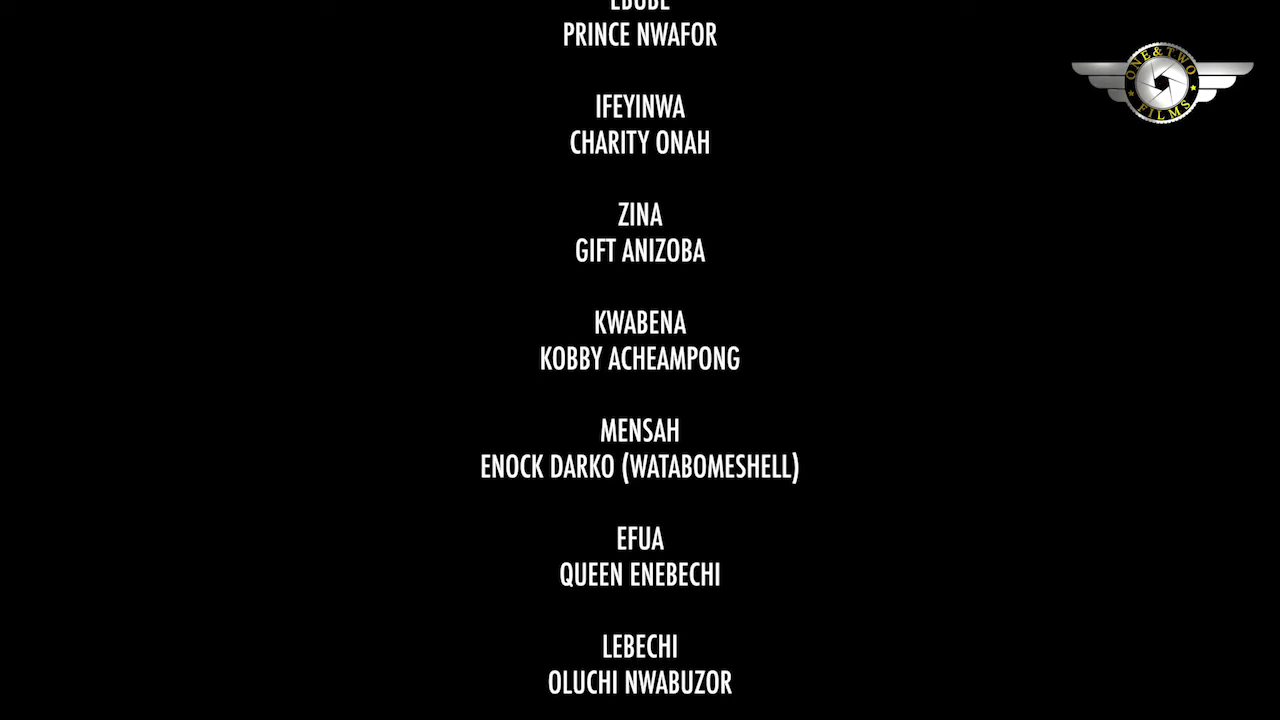 PRINCE NWAFOR
IFEYINWA
CHARITY ONAH
ZINA
GIFT ANIZOBA
KWABENA
KOBBY ACHEAMPONG
MENSAH
ENOCK DARKO (WATABOMESHELL)
EFUA
QUEEN ENEBECHI
LEBECHI
OLUCHI NWABUZOR
ONE&TWO
FILMS